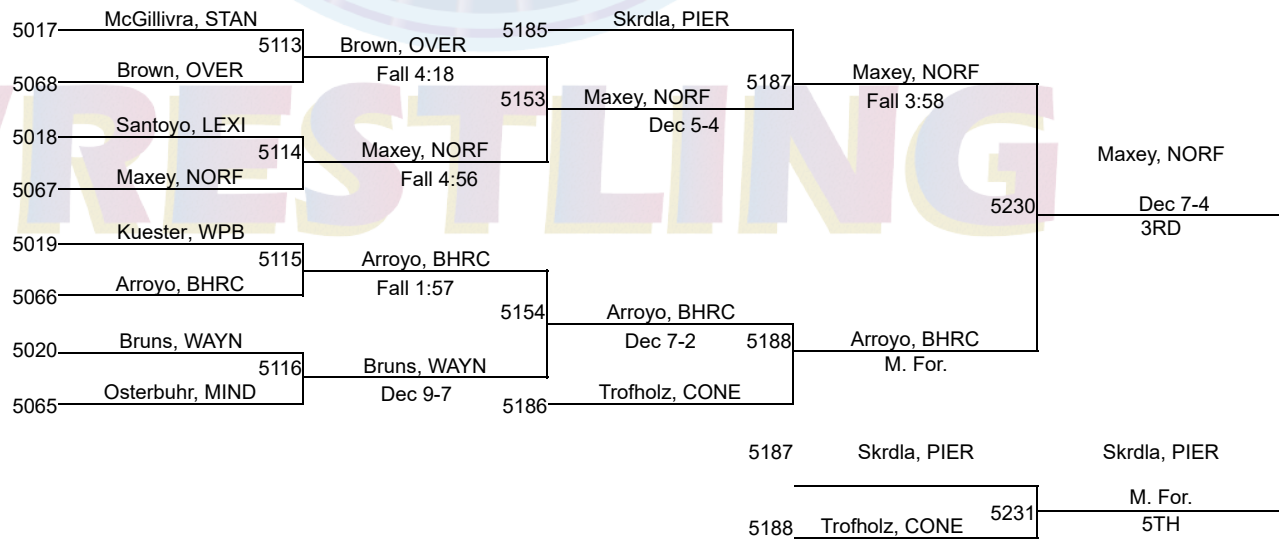 McGillivra, STAN
5017
5113
Brown, OVER
5068
Brown, OVER
Fall 4:18
5153
Santoyo, LEXI
5018
5114
Maxey, NORF
5067
Maxey, NORF
Fall 4:56
Kuester, WPB
5019
5115
Arroyo, BHRC
5066
Arroyo, BHRC
Fall 1:57
5154
Bruns, WAYN
5020
5116
Osterbuhr, MIND
5065
Bruns, WAYN
Dec 9-7
Skrdla, PIER
5185
5187
Maxey, NORF
Dec 5-4
Arroyo, BHRC
Dec 7-2
5188
Trofholz, CONE
5186
Maxey, NORF
Fall 3:58
5230
Arroyo, BHRC
M. For.
Maxey, NORF
Dec 7-4
3RD
5187
Skrdla, PIER
Skrdla, PIER
5231
M. For.
5TH
5188
Trofholz, CONE
WRESTLING